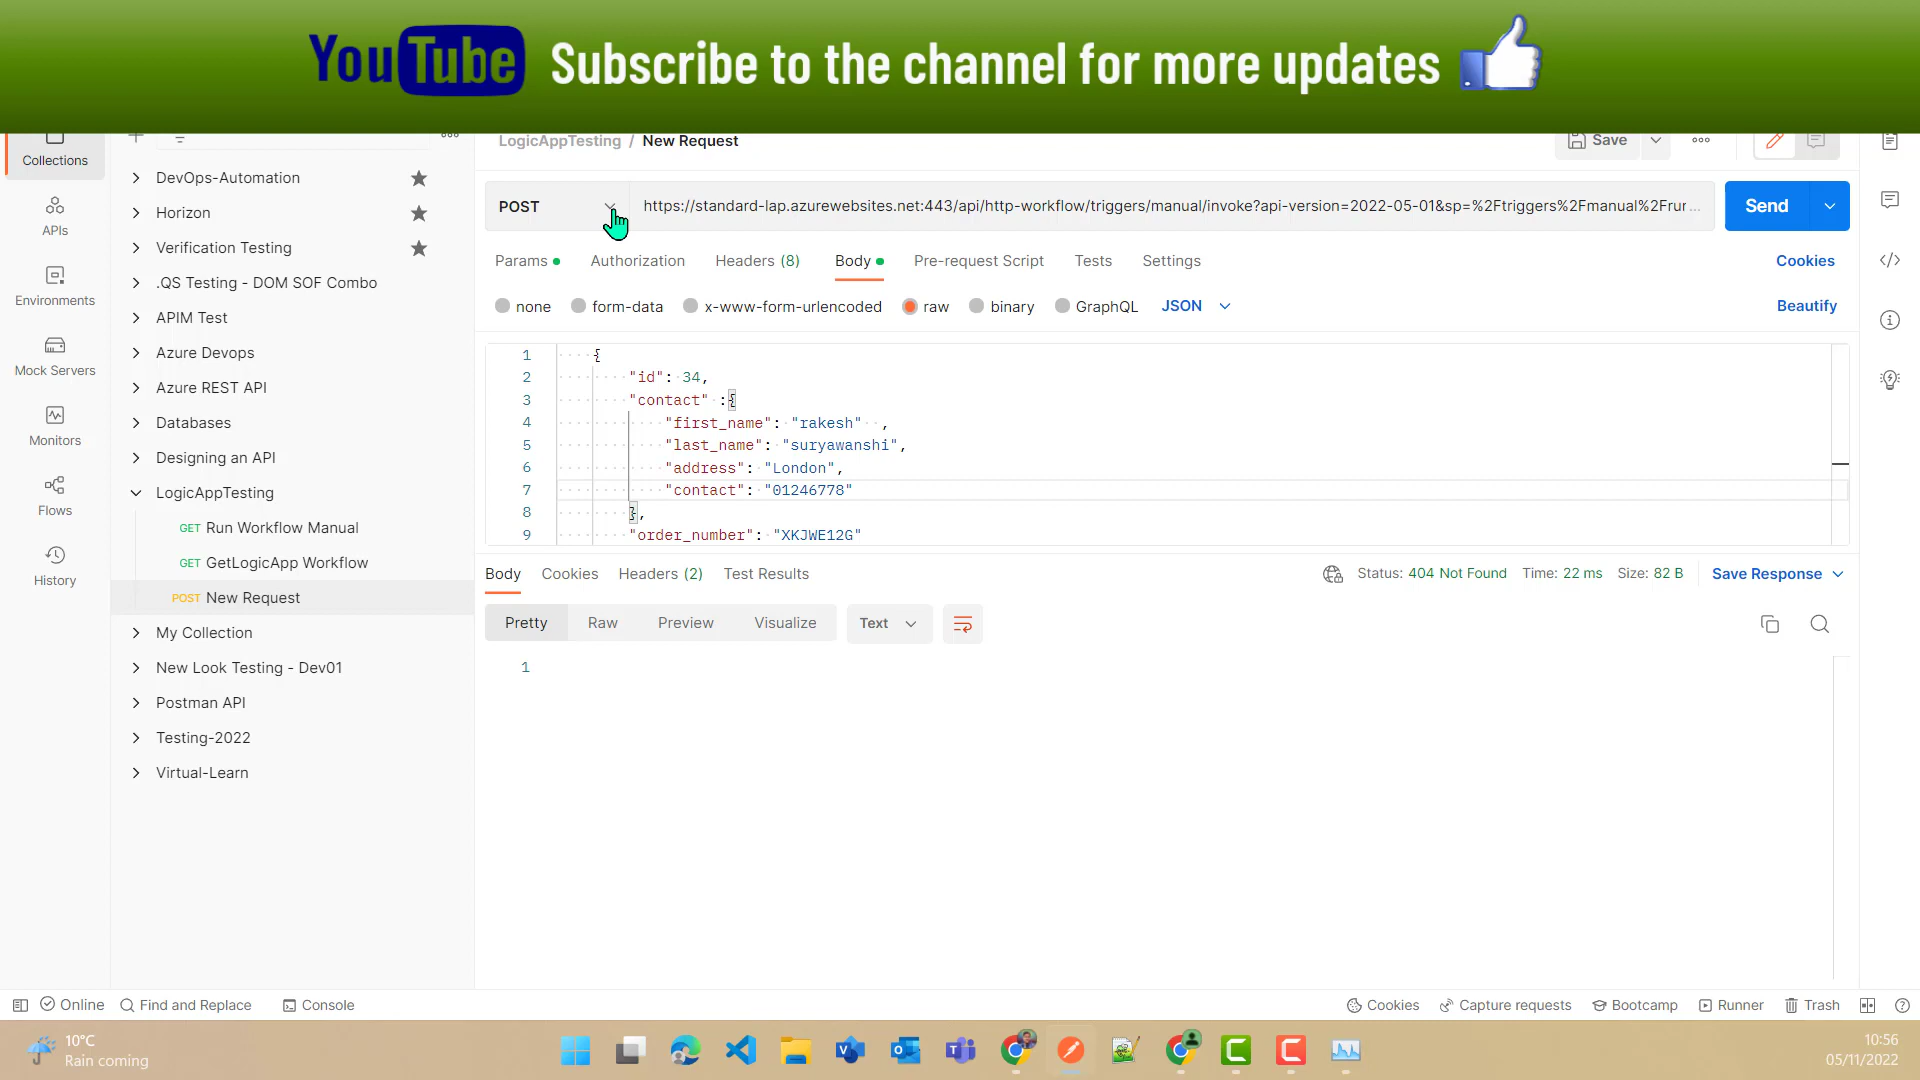 YouTube Subscribe to the channel for more updates
LogicAppTesting / New Request
Save
Collections
APIs
Environments
Mock Servers
Monitors
Flows
History
DevOps-Automation
Horizon
Verification Testing
.QS Testing - DOM SOF Combo
APIM Test
Azure Devops
Azure REST API
Databases
Designing an API
LogicAppTesting
GET Run Workflow Manual
GET GetLogicApp Workflow
POST New Request
My Collection
New Look Testing - Dev01
Postman API
Testing-2022
Virtual-Learn
POST https://standard-lap.azurewebsites.net:443/api/http-workflow/triggers/manual/invoke?api-version=2022-05-01&sp=%2Ftriggers%2Fmanual%2Frur... Send
Params Authorization Headers (8) Body Pre-request Script Tests Settings Cookies
none form-data x-www-form-urlencoded raw binary GraphQL JSON Beautify
1 {
2 "id": 34,
3 "contact" :{
4 "first_name": "rakesh" ,
5 "last_name": "suryawanshi",
6 "address": "London",
7 "contact": "01246778"
8 },
9 "order_number": "XKJWE12G"
Body Cookies Headers (2) Test Results Status: 404 Not Found Time: 22 ms Size: 82 B Save Response
Pretty Raw Preview Visualize Text
1
Online Find and Replace Console Cookies Capture requests Bootcamp Runner Trash
10°C
Rain coming
10:56
05/11/2022